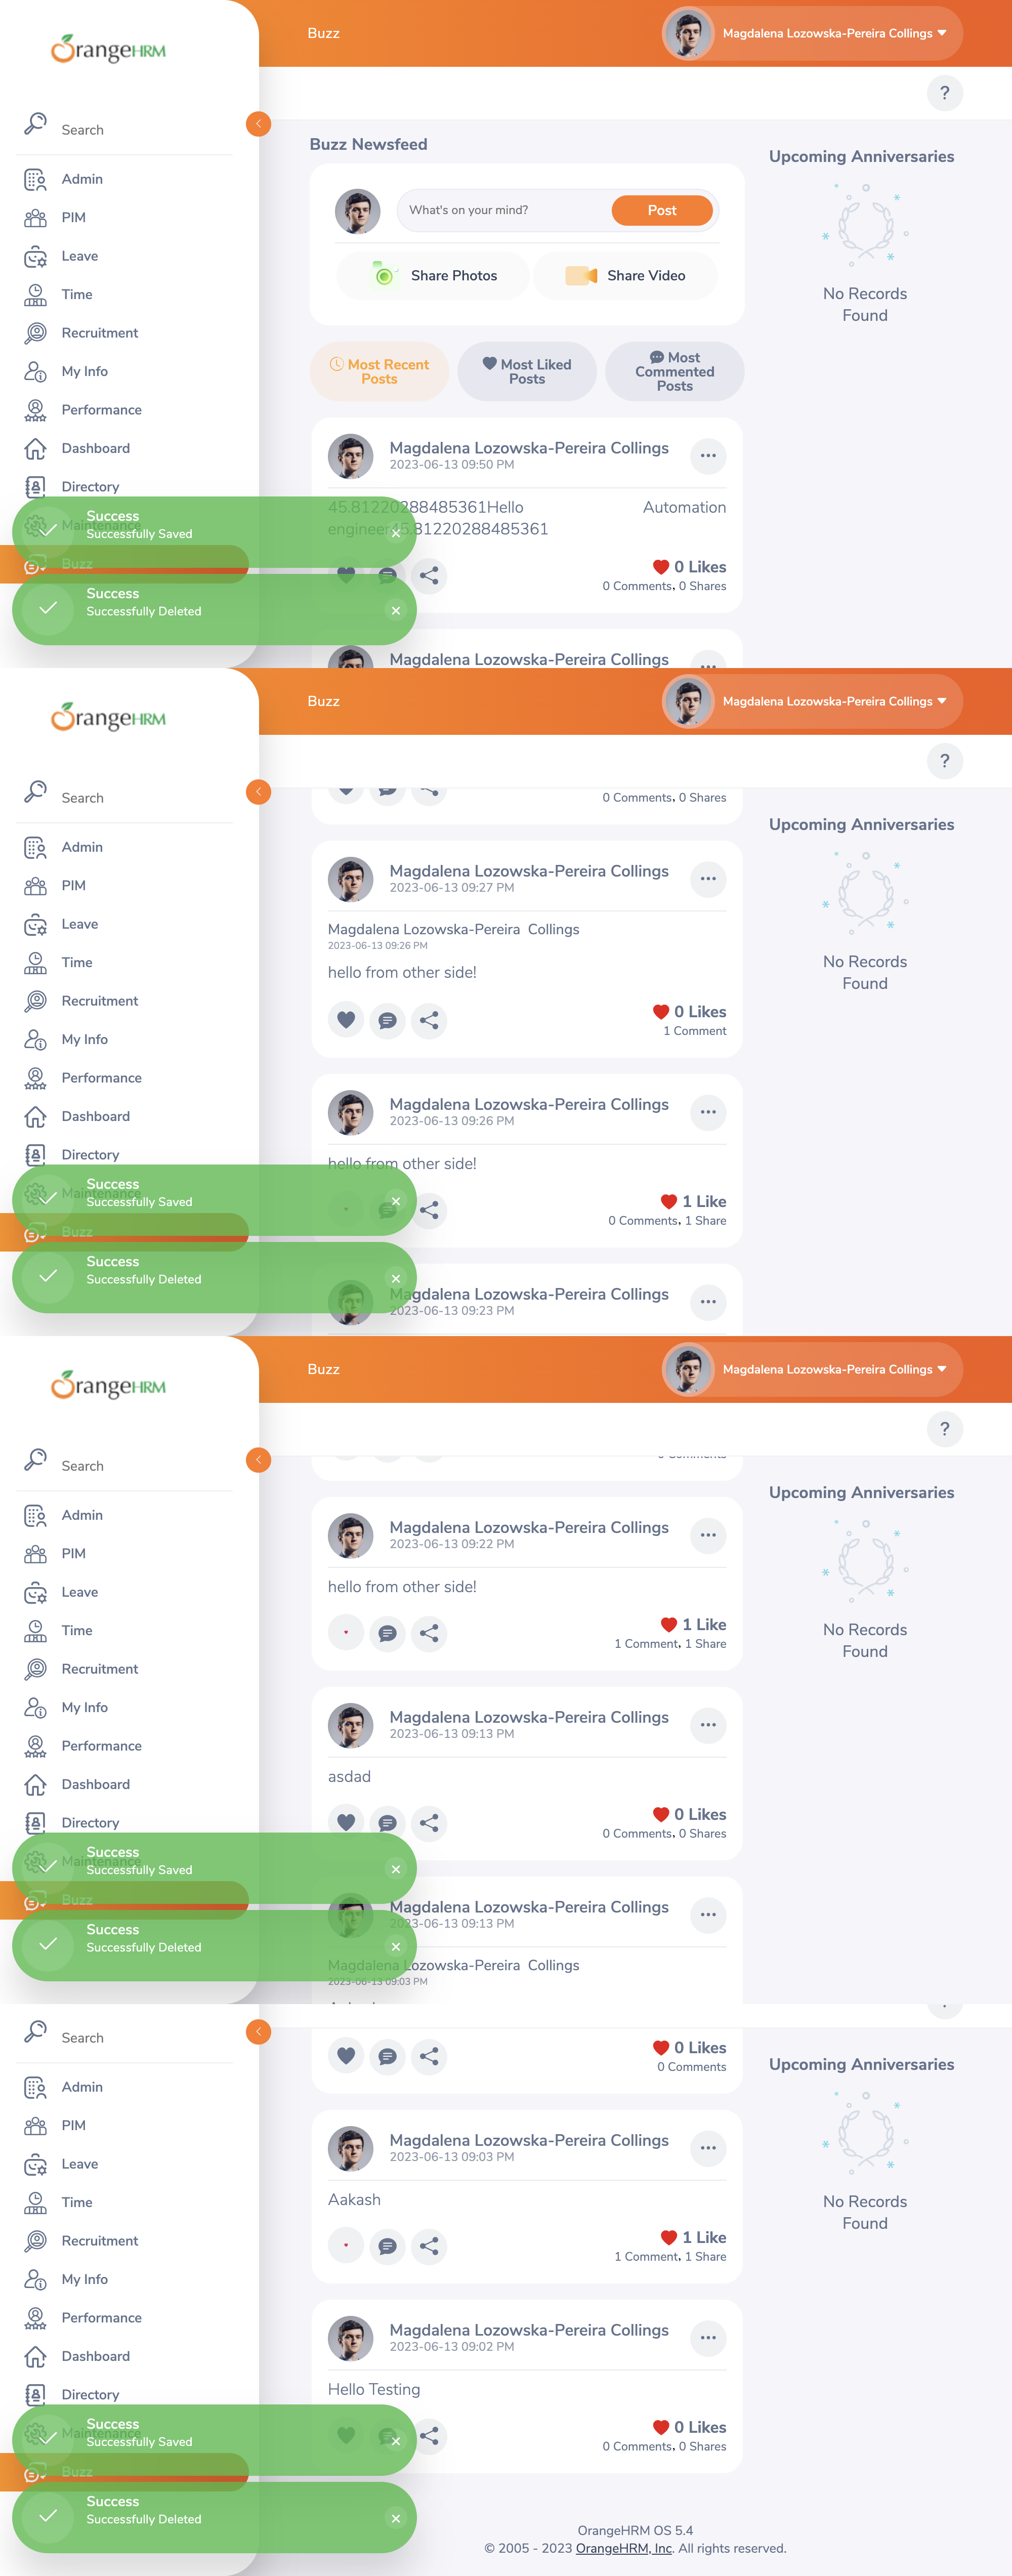 OrangeHRM
Buzz
Magdalena Lozowska-Pereira Collings
?
Search
Admin
PIM
Leave
Time
Recruitment
My Info
Performance
Dashboard
Directory
Maintenance
Buzz
Success
Successfully Saved
Success
Successfully Deleted
Buzz Newsfeed
What's on your mind?
Post
Share Photos
Share Video
Most Recent
Posts
Most Liked
Posts
Most
Commented
Posts
Magdalena Lozowska-Pereira Collings
2023-06-13 09:50 PM
45.81220288485361Hello Automation
engineer45.81220288485361
0 Likes
0 Comments, 0 Shares
Magdalena Lozowska-Pereira Collings
Upcoming Anniversaries
No Records
Found
OrangeHRM
Buzz
Magdalena Lozowska-Pereira Collings
?
Search
Admin
PIM
Leave
Time
Recruitment
My Info
Performance
Dashboard
Directory
Maintenance
Buzz
Success
Successfully Saved
Success
Successfully Deleted
0 Comments, 0 Shares
Magdalena Lozowska-Pereira Collings
2023-06-13 09:27 PM
Magdalena Lozowska-Pereira Collings
2023-06-13 09:26 PM
hello from other side!
0 Likes
1 Comment
Magdalena Lozowska-Pereira Collings
2023-06-13 09:26 PM
hello from other side!
1 Like
0 Comments, 1 Share
Magdalena Lozowska-Pereira Collings
2023-06-13 09:23 PM
Upcoming Anniversaries
No Records
Found
OrangeHRM
Buzz
Magdalena Lozowska-Pereira Collings
?
Search
Admin
PIM
Leave
Time
Recruitment
My Info
Performance
Dashboard
Directory
Maintenance
Buzz
Success
Successfully Saved
Success
Successfully Deleted
0 Comments
Magdalena Lozowska-Pereira Collings
2023-06-13 09:22 PM
hello from other side!
1 Like
1 Comment, 1 Share
Magdalena Lozowska-Pereira Collings
2023-06-13 09:13 PM
asdad
0 Likes
0 Comments, 0 Shares
Magdalena Lozowska-Pereira Collings
2023-06-13 09:13 PM
Magdalena Lozowska-Pereira Collings
2023-06-13 09:03 PM
Upcoming Anniversaries
No Records
Found
Search
Admin
PIM
Leave
Time
Recruitment
My Info
Performance
Dashboard
Directory
Maintenance
Buzz
Success
Successfully Saved
Success
Successfully Deleted
0 Likes
0 Comments
Magdalena Lozowska-Pereira Collings
2023-06-13 09:03 PM
Aakash
1 Like
1 Comment, 1 Share
Magdalena Lozowska-Pereira Collings
2023-06-13 09:02 PM
Hello Testing
0 Likes
0 Comments, 0 Shares
Upcoming Anniversaries
No Records
Found
OrangeHRM OS 5.4
© 2005 - 2023 OrangeHRM, Inc. All rights reserved.